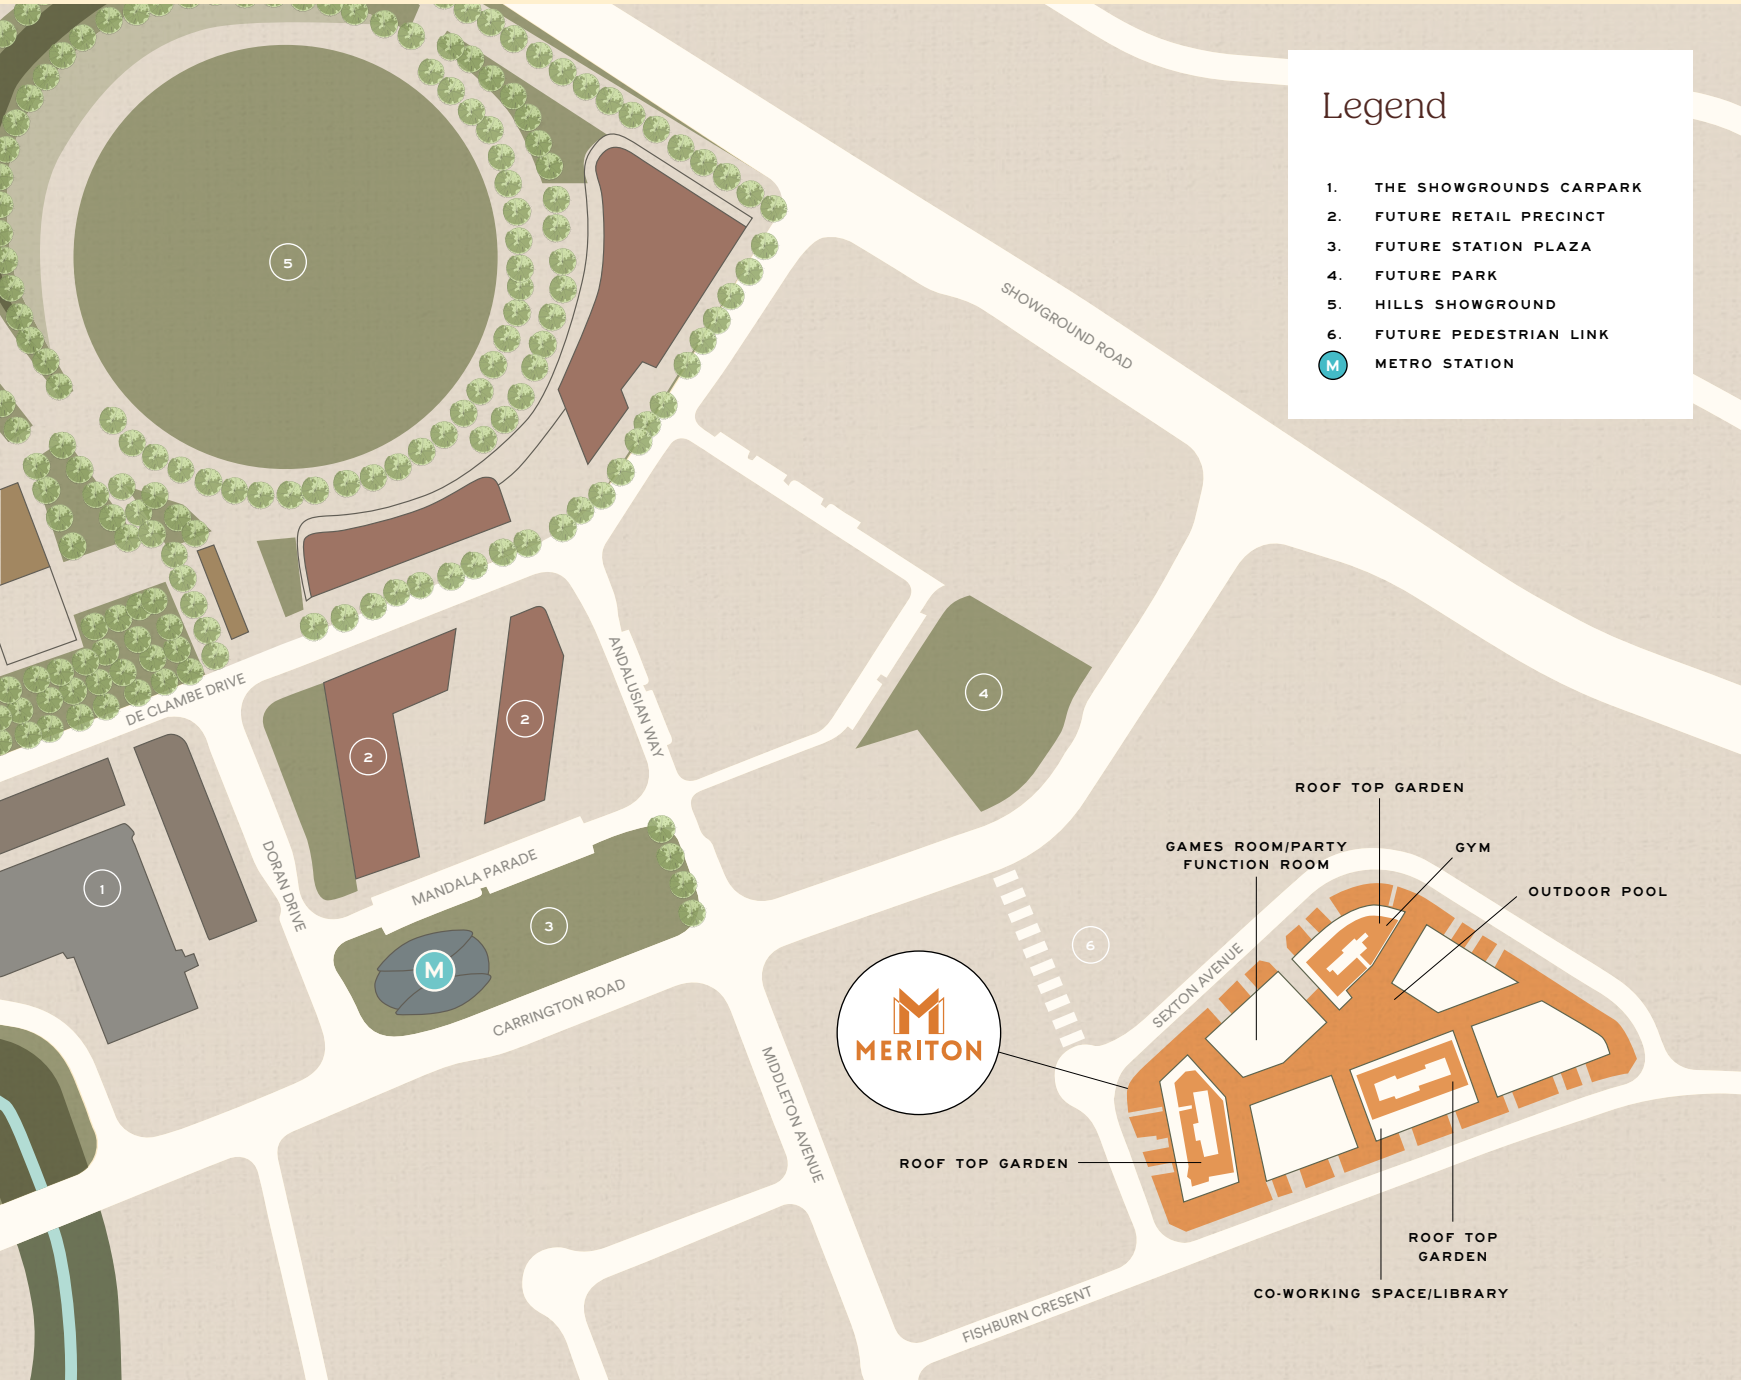 Legend
1. THE SHOWGROUNDS CARPARK
2. FUTURE RETAIL PRECINCT
3. FUTURE STATION PLAZA
4. FUTURE PARK
5. HILLS SHOWGROUND
6. FUTURE PEDESTRIAN LINK
M METRO STATION
5
SHOWGROUND ROAD
ANDALUSIAN WAY
DE CLAMBE DRIVE
4
2
2
ROOF TOP GARDEN
GAMES ROOM/PARTY
FUNCTION ROOM
GYM
OUTDOOR POOL
DORAN DRIVE
MANDALA PARADE
1
3
6
M
SEXTON AVENUE
CARRINGTON ROAD
MERITON
MIDDLETON AVENUE
ROOF TOP GARDEN
ROOF TOP
GARDEN
CO-WORKING SPACE/LIBRARY
FISHBURN CRESENT